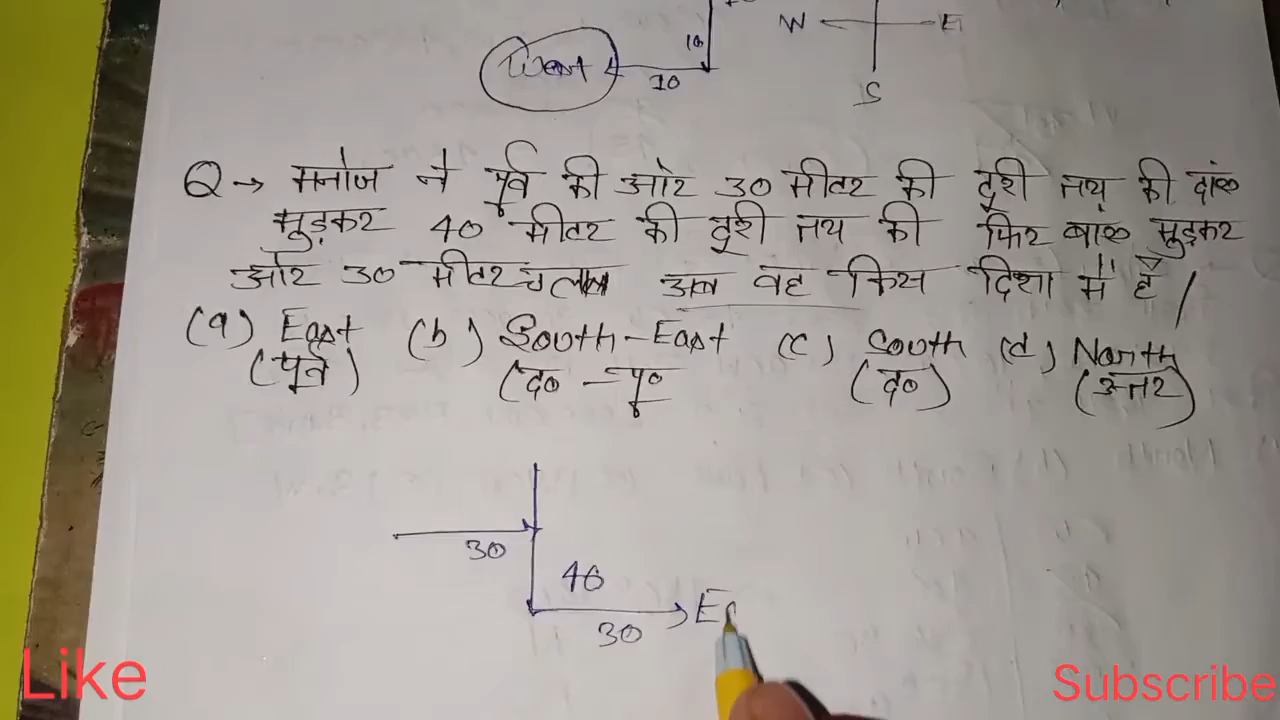 W E
10
West 10
S
Q → मनोज ने पूर्व की ओर 30 मीटर की दूरी तय की दाएं
मुड़कर 40 मीटर की दूरी तय की फिर बाएं मुड़कर
और 30 मीटर चला अब वह किस दिशा में हैं /
(a) East (b) South-East (c) South (d) North
(पूर्व) (द० - पू०) (द०) (उत्तर)
30
40
30 Ea
Like
Subscribe